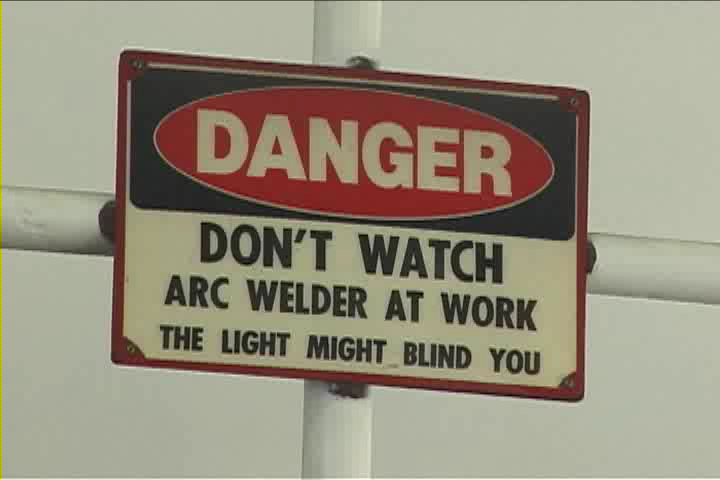 DANGER
DON'T WATCH
ARC WELDER AT WORK
THE LIGHT MIGHT BLIND YOU